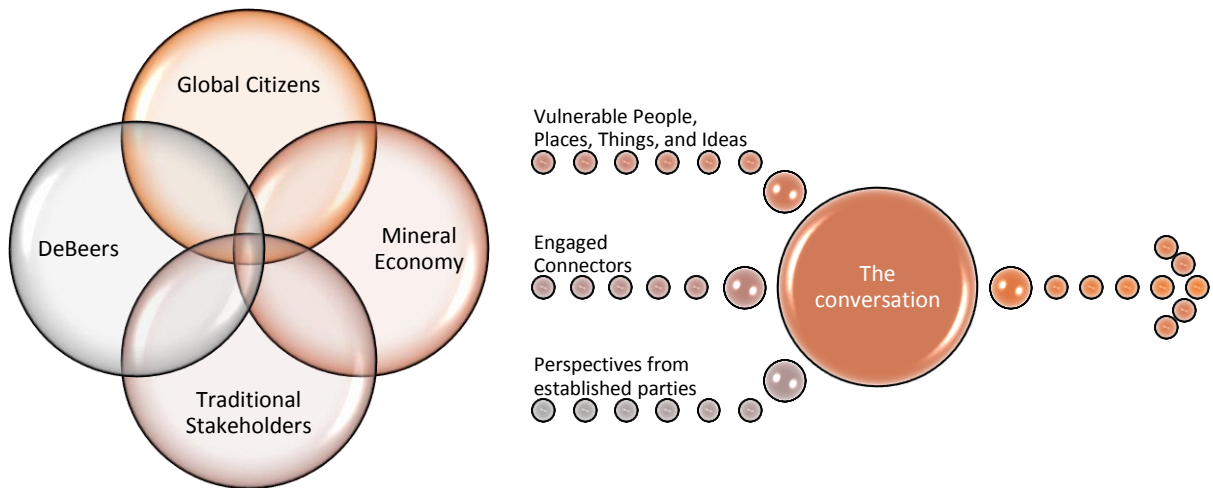 Global Citizens
DeBeers
Mineral
Economy
Traditional
Stakeholders
Vulnerable People,
Places, Things, and Ideas
Engaged
Connectors
Perspectives from
established parties
The
conversation